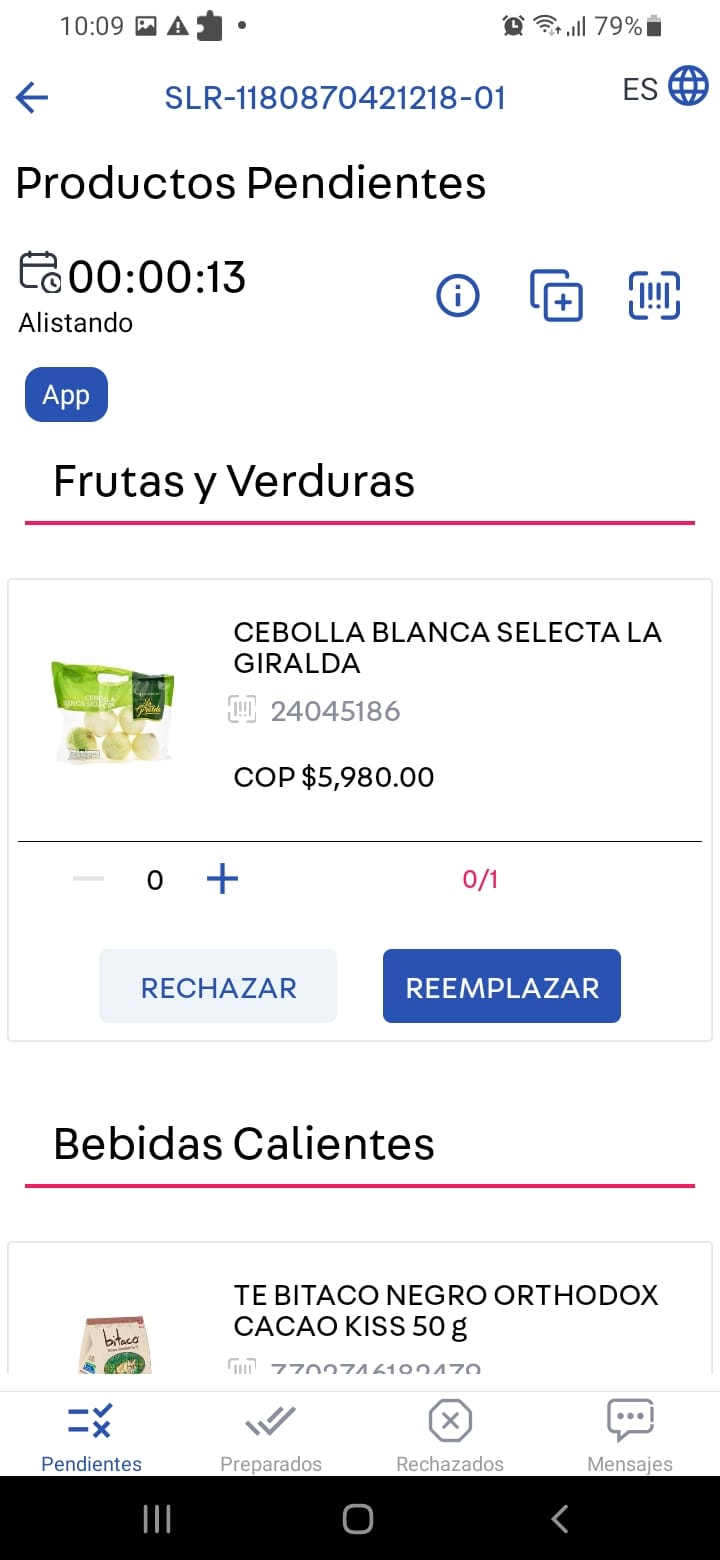 10:09
79%
SLR-1180870421218-01
ES
Productos Pendientes
00:00:13
Alistando
App
Frutas y Verduras
CEBOLLA BLANCA SELECTA LA
GIRALDA
24045186
COP $5,980.00
0
0/1
RECHAZAR
REEMPLAZAR
Bebidas Calientes
TE BITACO NEGRO ORTHODOX
CACAO KISS 50 g
bitaco
7702746182479
Pendientes
Preparados
Rechazados
Mensajes